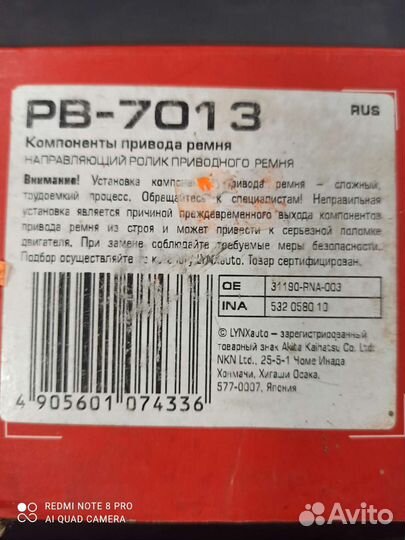 PB-7013
RUS
Компоненты привода ремня
НАПРАВЛЯЮЩИЙ РОЛИК ПРИВОДНОГО РЕМНЯ
Внимание! Установка привода ремня – сложный,
трудоемкий процесс. Обращайтесь к специалистам! Неправильная
установка является причиной преждевременного выхода компонентов
привода ремня из строя и может привести к серьезной поломке
двигателя. При замене соблюдайте требуемые меры безопасности.
Подбор осуществляется по Товар сертифицирован.
OE 31190-RNA-003
INA 532 0580 10
© LYNXauto – зарегистрированный
товарный знак Akita Kaihatsu Co. Ltd.
NKN Ltd., 25-5-1 Чоме Инада
Хонмачи, Хигаши Осака,
577-0007, Япония
4 905601 074336
REDMI NOTE 8 PRO
AI QUAD CAMERA
Avito